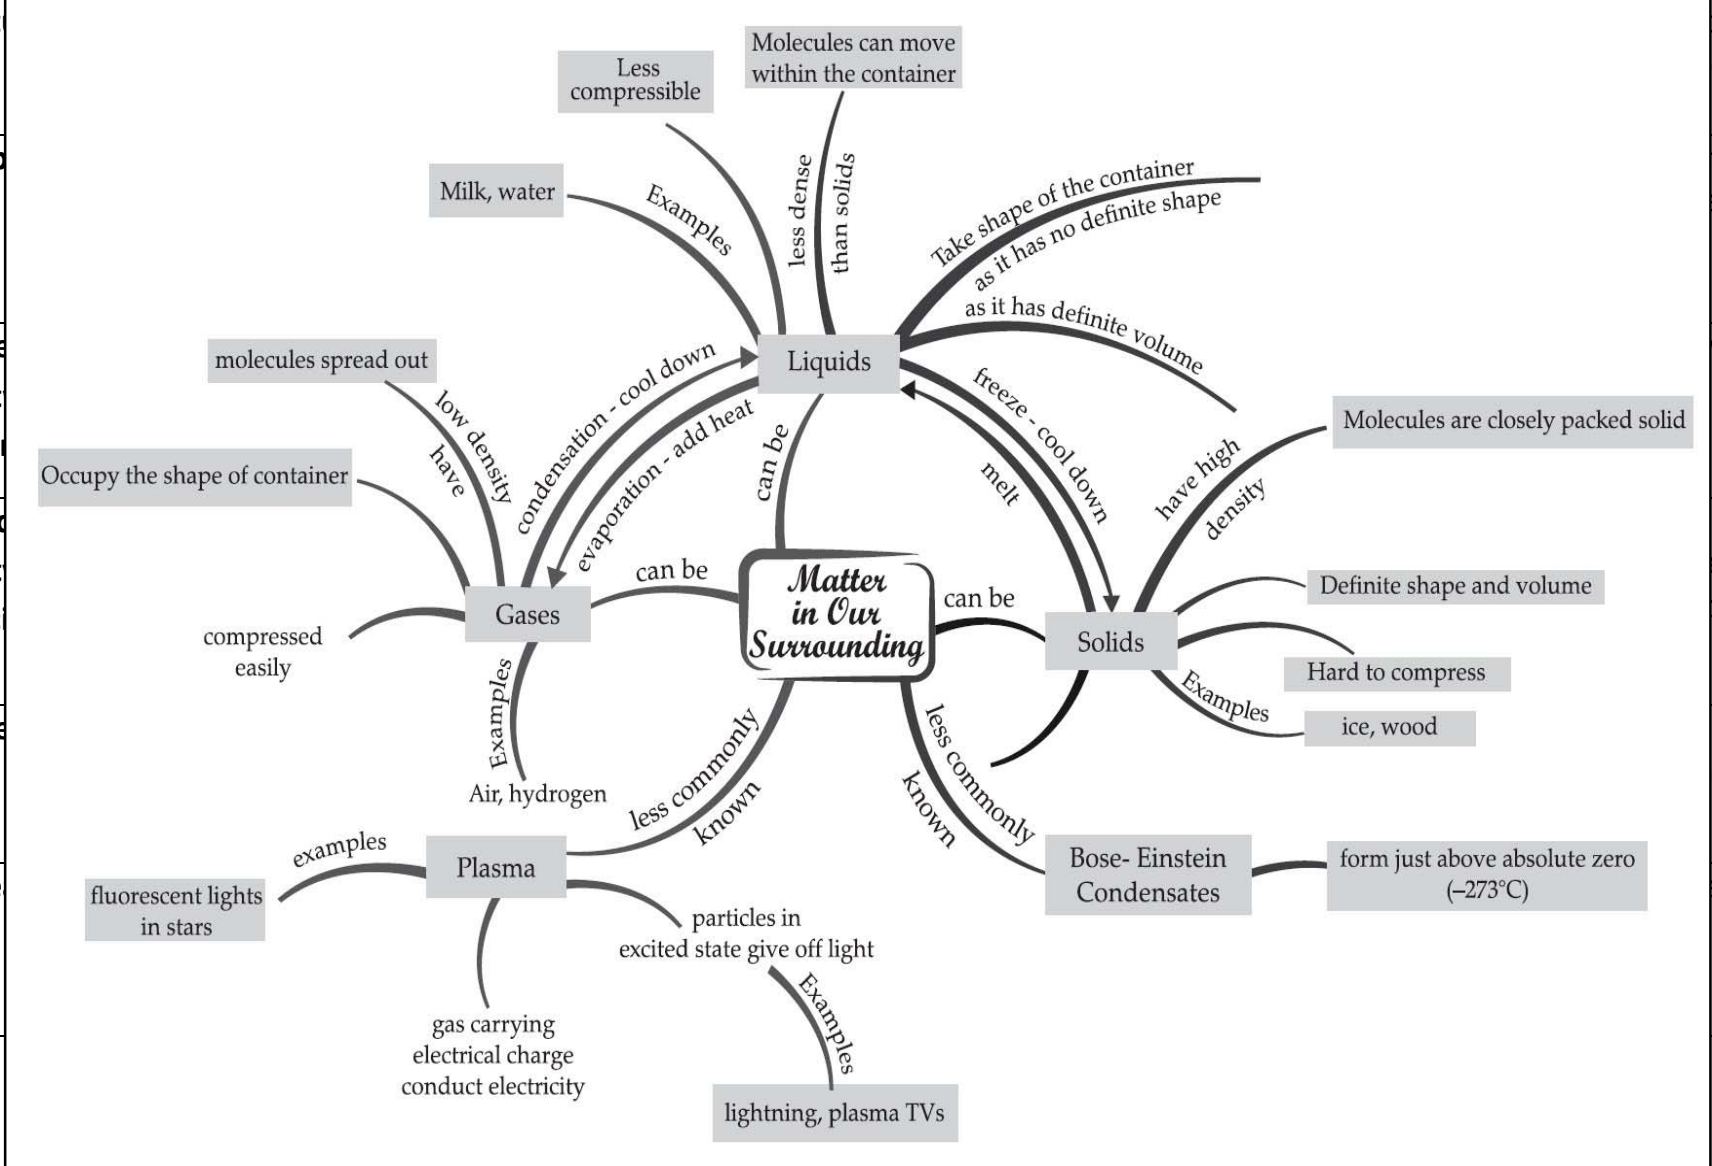 Molecules can move
within the container
Less
compressible
Milk, water
Examples
less dense
than solids
Take shape of the container
as it has no definite shape
as it has definite volume
Liquids
molecules spread out
low density
have
Occupy the shape of container
condensation - cool down
evaporation - add heat
can be
freeze - cool down
melt
Molecules are closely packed solid
have high
density
Gases
can be
Matter
in Our
Surrounding
can be
Solids
Definite shape and volume
Hard to compress
Examples
ice, wood
compressed
easily
Examples
Air, hydrogen
less commonly
known
less commonly
known
examples
Plasma
fluorescent lights
in stars
Bose- Einstein
Condensates
form just above absolute zero
(–273°C)
particles in
excited state give off light
gas carrying
electrical charge
conduct electricity
Examples
lightning, plasma TVs